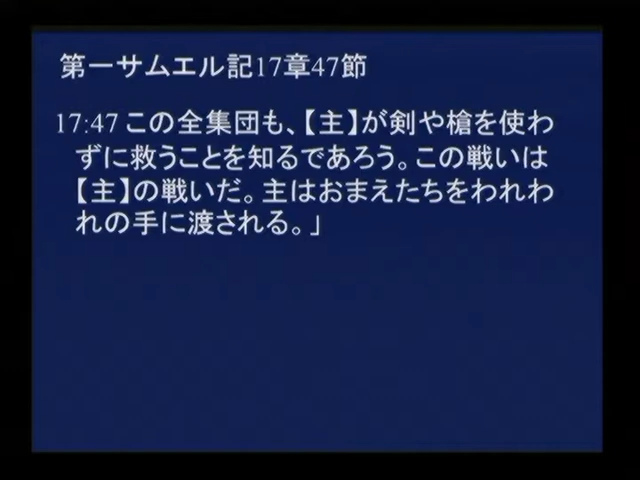 第一サムエル記17章47節
17:47 この全集団も、【主】が剣や槍を使わ
ずに救うことを知るであろう。この戦いは
【主】の戦いだ。主はおまえたちをわれわ
れの手に渡される。」